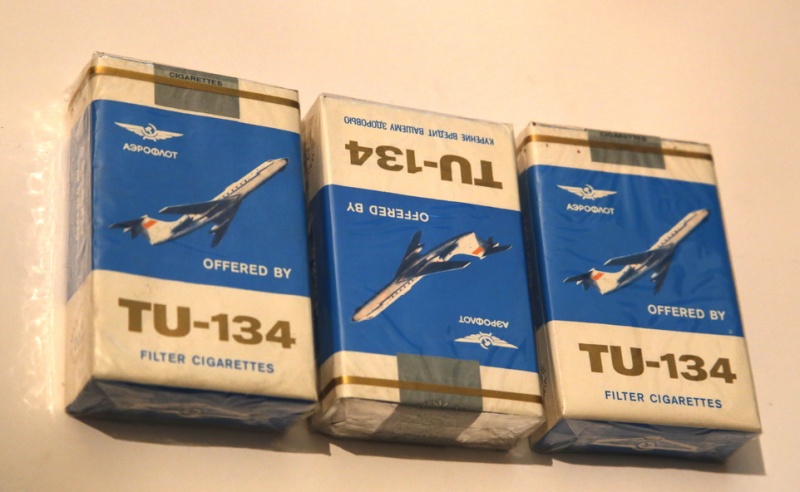 CIGARETTES
АЭРОФЛОТ
OFFERED BY
TU-134
FILTER CIGARETTES
КУРЕНИЕ ВРЕДИТ ВАШЕМУ ЗДОРОВЬЮ
TU-134
OFFERED BY
АЭРОФЛОТ
CIGARETTES
АЭРОФЛОТ
OFFERED BY
TU-134
FILTER CIGARETTES